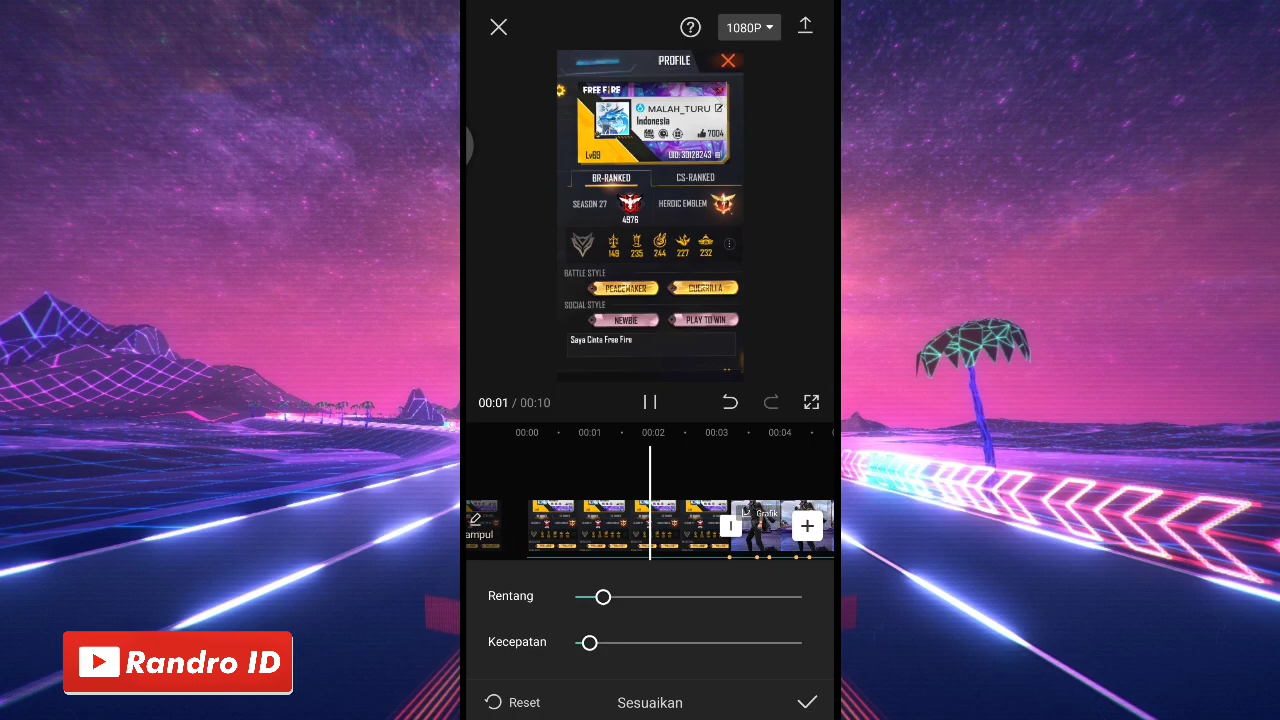 1080P
PROFILE
FREE FIRE
MALAH_TURU
Indonesia
7004
Lv69
UID: 30128243
BR-RANKED
CS-RANKED
SEASON 27
HEROIC EMBLEM
4976
149 235 244 227 232
BATTLE STYLE
PEACEMAKER
GUERRILLA
SOCIAL STYLE
NEWBIE
PLAY TO WIN
Saya Cinta Free Fire
00:01 / 00:10
00:00 00:01 00:02 00:03 00:04
Grafik
ampul
Rentang
Kecepatan
Reset
Sesuaikan
Randro ID